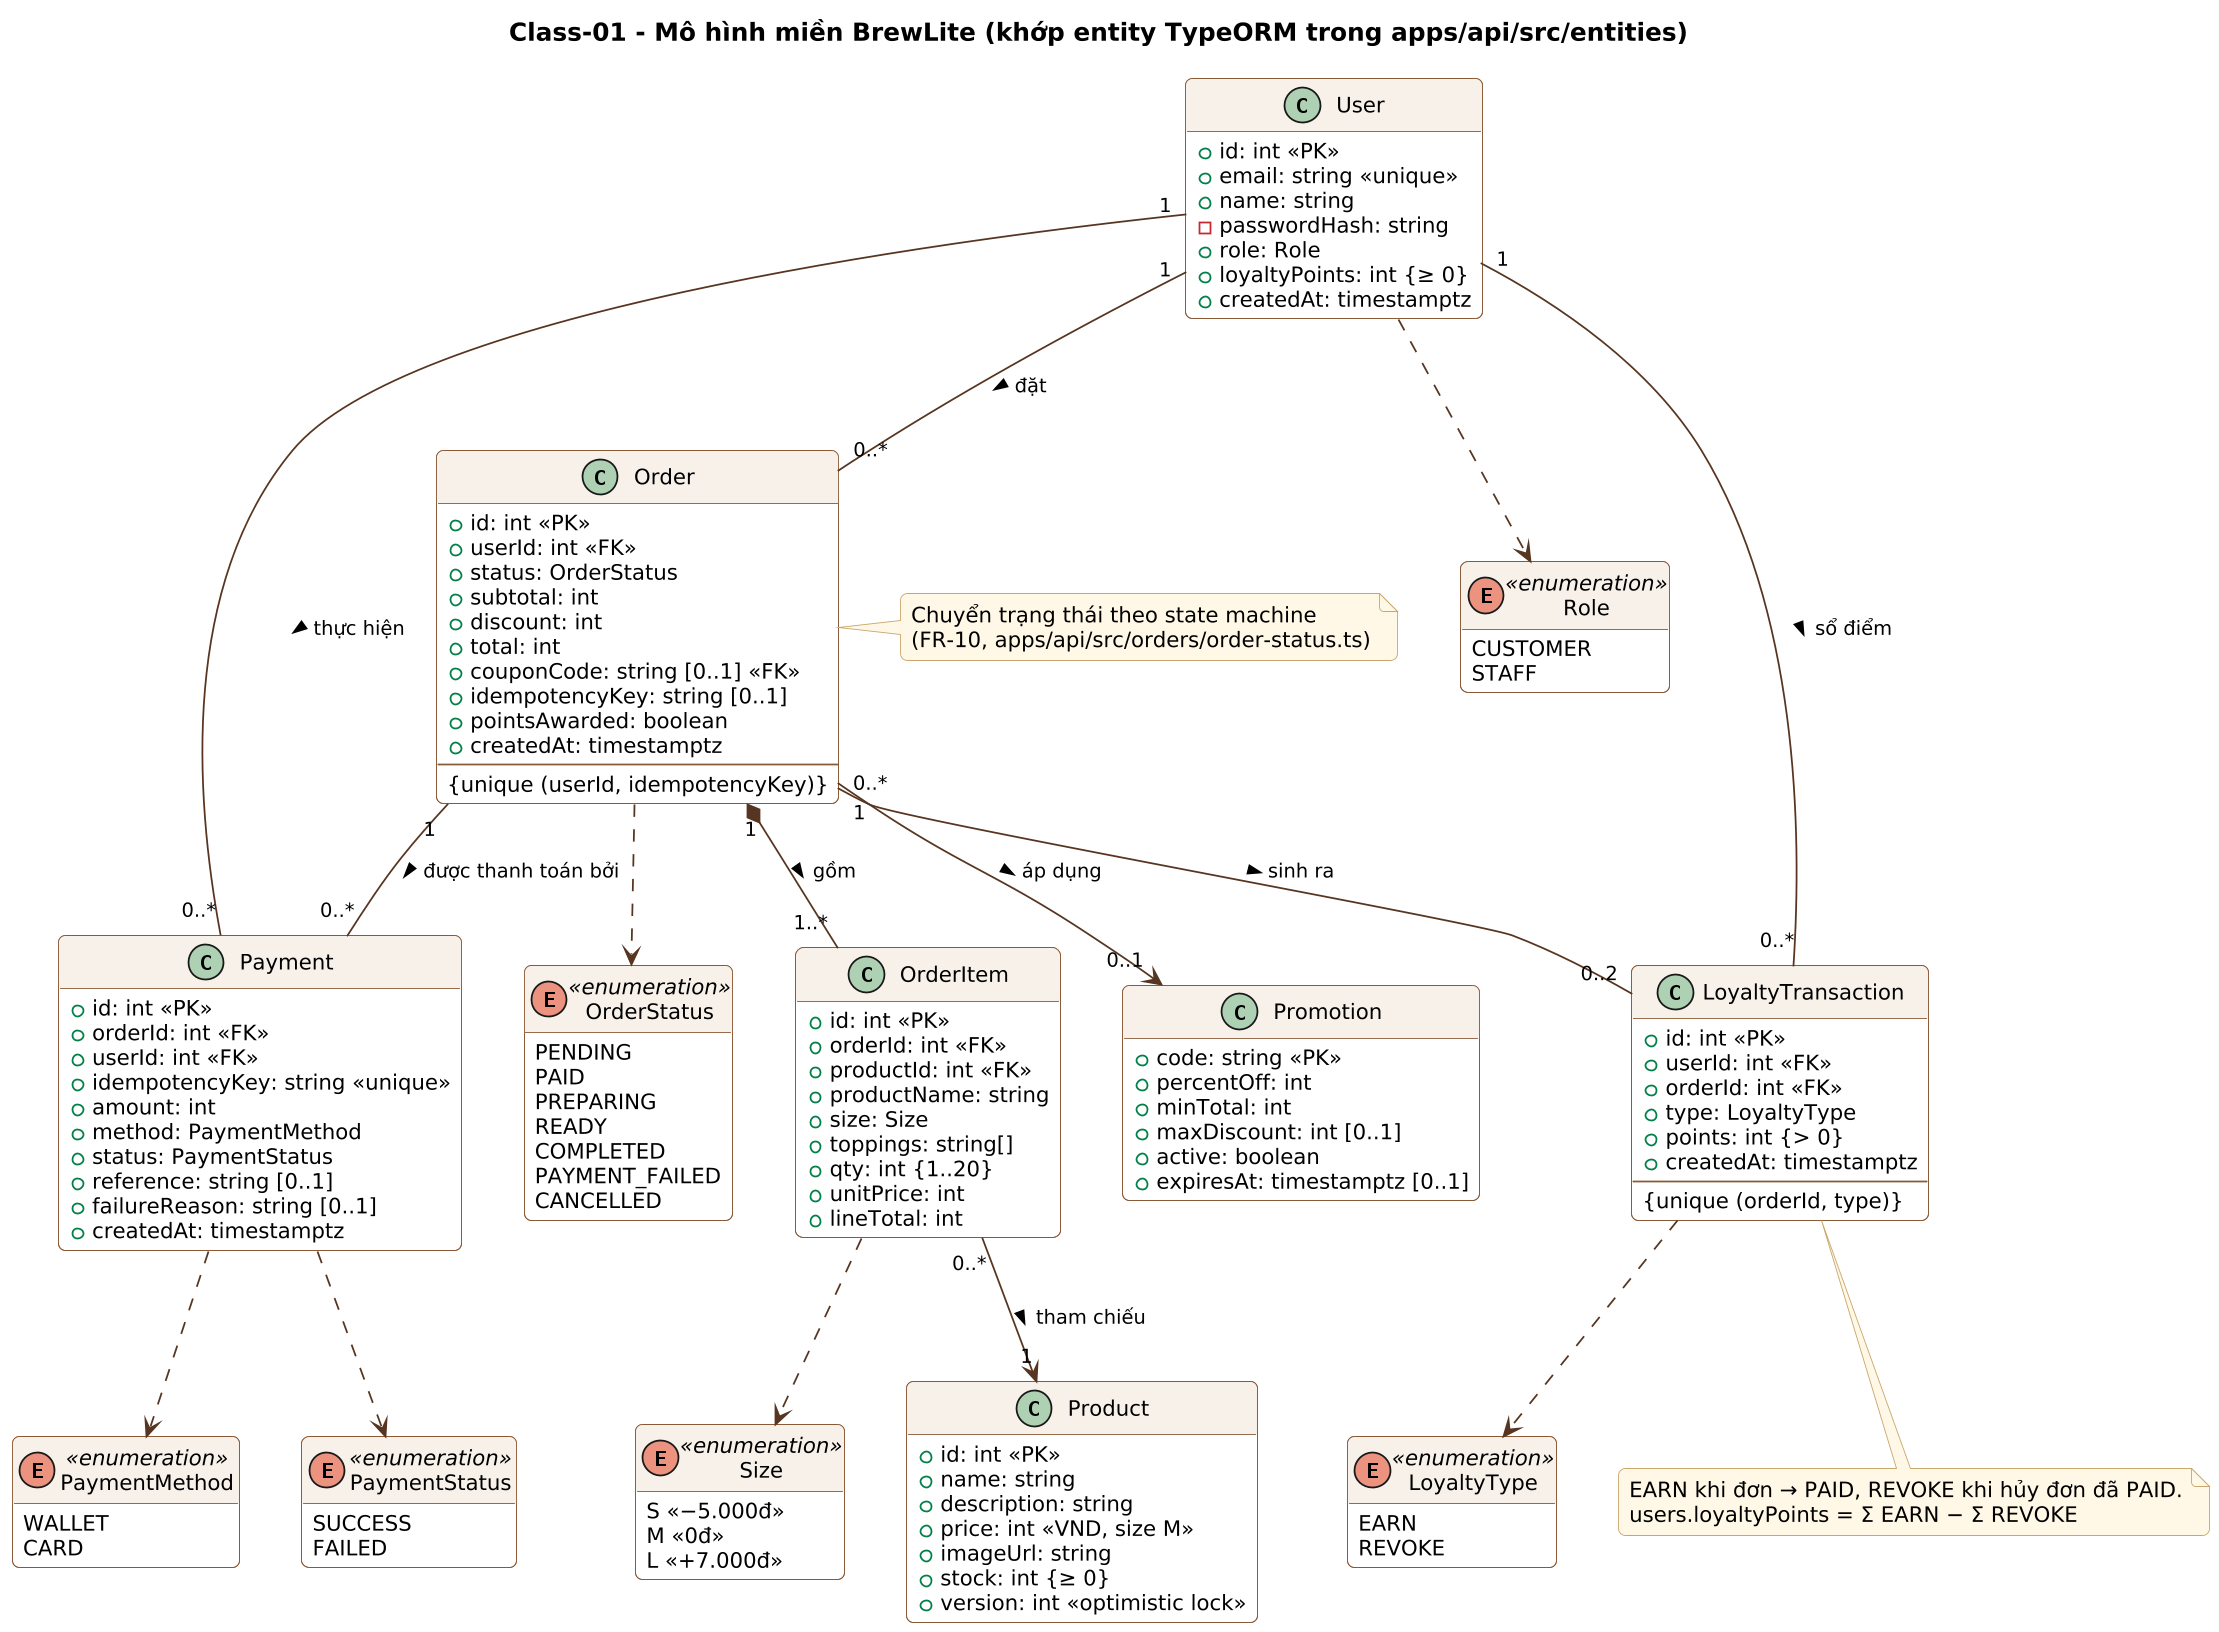 Class-01 - Mô hình miền BrewLite (khớp entity TypeORM trong apps/api/src/entities)
C User
id: int «PK»
email: string «unique»
name: string
passwordHash: string
role: Role
loyaltyPoints: int {≥ 0}
createdAt: timestamptz
1
1
1
đặt
0..*
thực hiện
sổ điểm
C Order
id: int «PK»
userId: int «FK»
status: OrderStatus
subtotal: int
discount: int
total: int
couponCode: string [0..1] «FK»
idempotencyKey: string [0..1]
pointsAwarded: boolean
createdAt: timestamptz
{unique (userId, idempotencyKey)}
Chuyển trạng thái theo state machine
(FR-10, apps/api/src/orders/order-status.ts)
E «enumeration»
Role
CUSTOMER
STAFF
0..*
1
1
1
được thanh toán bởi
gồm
áp dụng
sinh ra
0..*
0..*
1..*
0..1
0..2
0..*
C Payment
id: int «PK»
orderId: int «FK»
userId: int «FK»
idempotencyKey: string «unique»
amount: int
method: PaymentMethod
status: PaymentStatus
reference: string [0..1]
failureReason: string [0..1]
createdAt: timestamptz
E «enumeration»
OrderStatus
PENDING
PAID
PREPARING
READY
COMPLETED
PAYMENT_FAILED
CANCELLED
C OrderItem
id: int «PK»
orderId: int «FK»
productId: int «FK»
productName: string
size: Size
toppings: string[]
qty: int {1..20}
unitPrice: int
lineTotal: int
C Promotion
code: string «PK»
percentOff: int
minTotal: int
maxDiscount: int [0..1]
active: boolean
expiresAt: timestamptz [0..1]
C LoyaltyTransaction
id: int «PK»
userId: int «FK»
orderId: int «FK»
type: LoyaltyType
points: int {> 0}
createdAt: timestamptz
{unique (orderId, type)}
0..*
tham chiếu
1
E «enumeration»
PaymentMethod
WALLET
CARD
E «enumeration»
PaymentStatus
SUCCESS
FAILED
E «enumeration»
Size
S «−5.000đ»
M «0đ»
L «+7.000đ»
C Product
id: int «PK»
name: string
description: string
price: int «VND, size M»
imageUrl: string
stock: int {≥ 0}
version: int «optimistic lock»
E «enumeration»
LoyaltyType
EARN
REVOKE
EARN khi đơn → PAID, REVOKE khi hủy đơn đã PAID.
users.loyaltyPoints = Σ EARN − Σ REVOKE